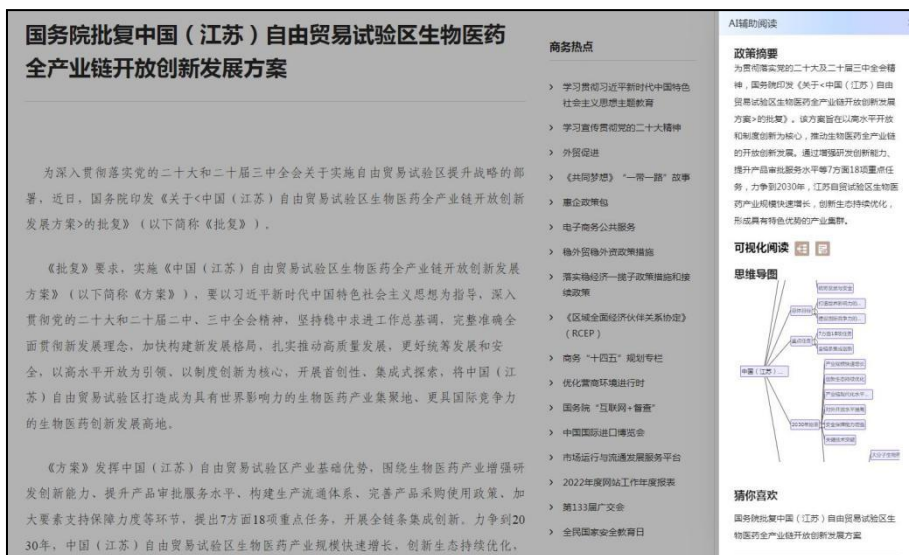 国务院批复中国（江苏）自由贸易试验区生物医药
全产业链开放创新发展方案
为深入贯彻落实党的二十大和二十届三中全会关于实施自由贸易试验区提升战略的部
署，近日，国务院印发《关于<中国（江苏）自由贸易试验区生物医药全产业链开放创新
发展方案>的批复》（以下简称《批复》）。
《批复》要求，实施《中国（江苏）自由贸易试验区生物医药全产业链开放创新发展
方案》（以下简称《方案》），要以习近平新时代中国特色社会主义思想为指导，深入
贯彻党的二十大和二十届二中、三中全会精神，坚持稳中求进工作总基调，完整准确全
面贯彻新发展理念，加快构建新发展格局，扎实推动高质量发展，更好统筹发展和安
全，以高水平开放为引领、以制度创新为核心，开展首创性、集成式探索，将中国（江
苏）自由贸易试验区打造成为具有世界影响力的生物医药产业集聚地、更具国际竞争力
的生物医药创新发展高地。
《方案》发挥中国（江苏）自由贸易试验区产业基础优势，围绕生物医药产业增强研
发创新能力、提升产品审批服务水平、构建生产流通体系、完善产品采购使用政策、加
大要素支持保障力度等环节，提出7方面18项重点任务，开展全链条集成创新。力争到20
30年，中国（江苏）自由贸易试验区生物医药产业规模快速增长，创新生态持续优化，
商务热点
学习贯彻习近平新时代中国特色
社会主义思想主题教育
学习宣传贯彻党的二十大精神
外贸促进
《共同梦想》 “一带一路”故事
惠企政策包
电子商务公共服务
稳外贸稳外资政策措施
落实稳经济一揽子政策措施和接
续政策
《区域全面经济伙伴关系协定》
（RCEP）
商务“十四五”规划专栏
优化营商环境进行时
国务院“互联网+督查”
中国国际进口博览会
市场运行与流通发展服务平台
2022年度网站工作年度报表
第133届广交会
全民国家安全教育日
AI辅助阅读
政策摘要
为贯彻落实党的二十大及二十届三中全会精
神，国务院印发《关于<中国（江苏）自由
贸易试验区生物医药全产业链开放创新发展
方案>的批复》。该方案旨在以高水平开放
和制度创新为核心，推动生物医药全产业链
的开放创新发展。通过增强研发创新能力、
提升产品审批服务水平等7方面18项重点任
务，力争到2030年，江苏自贸试验区生物医
药产业规模快速增长，创新生态持续优化，
形成具有特色优势的产业集群。
可视化阅读
思维导图
总体目标
重点任务
7方面18项任务
全链条集成创新
中国（江苏）...
产业规模快速增长
创新生态持续优化
2030年目标
关键技术突破
猜你喜欢
国务院批复中国（江苏）自由贸易试验区生
物医药全产业链开放创新发展方案